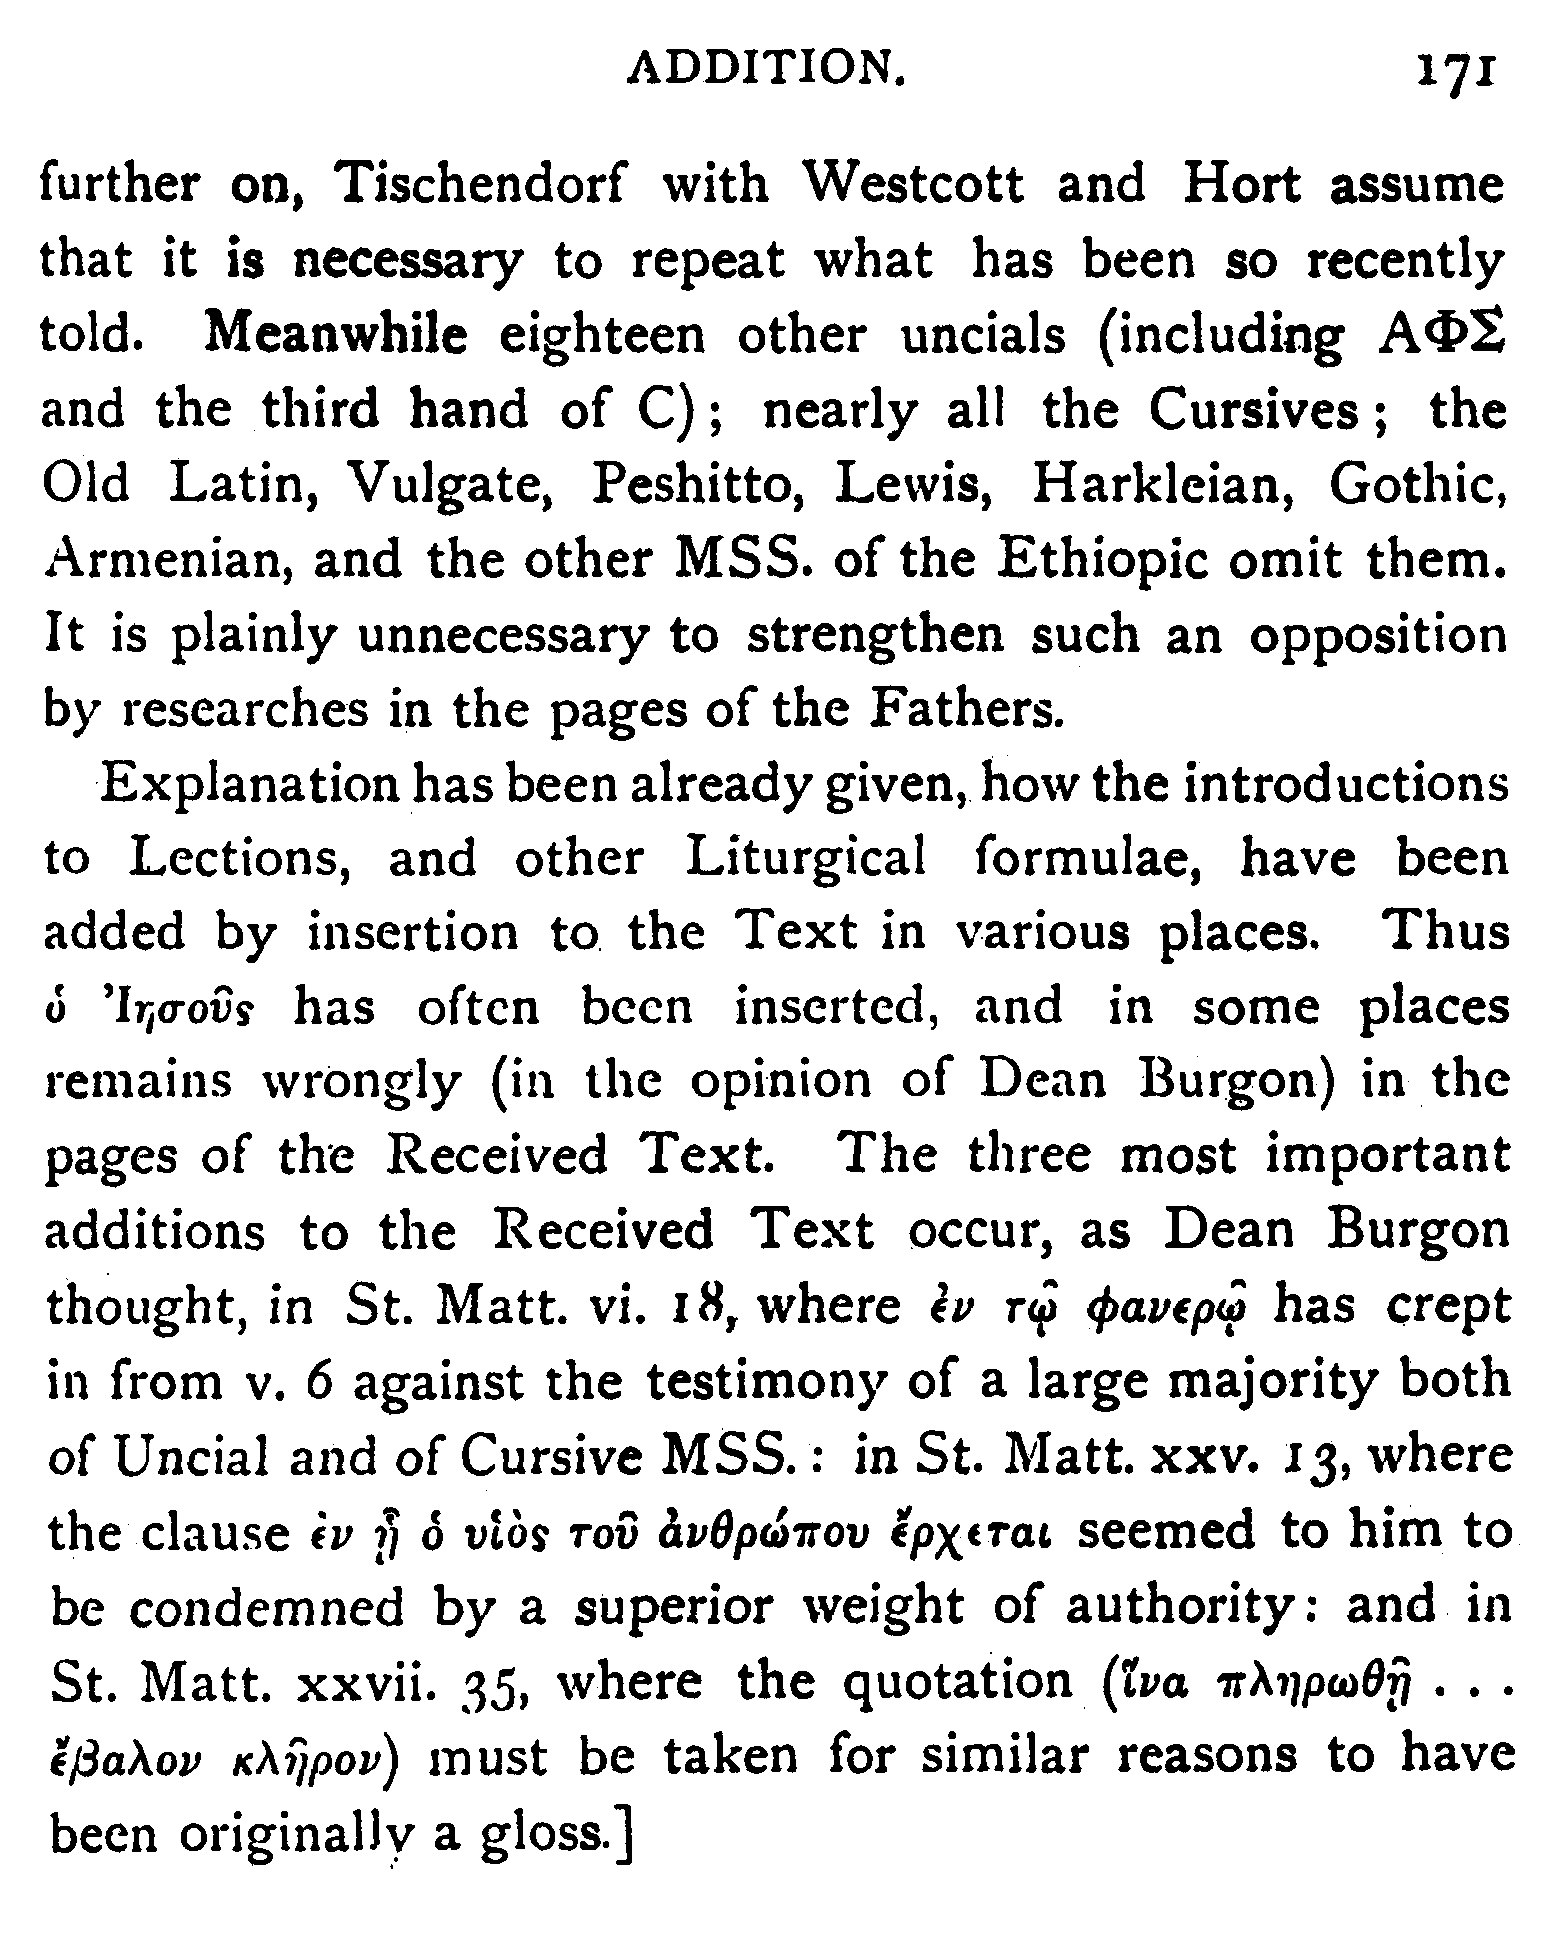 ADDITION. 171
further on, Tischendorf with Westcott and Hort assume
that it is necessary to repeat what has been so recently
told. Meanwhile eighteen other uncials (including ΑΦΣ
and the third hand of C); nearly all the Cursives; the
Old Latin, Vulgate, Peshitto, Lewis, Harkleian, Gothic,
Armenian, and the other MSS. of the Ethiopic omit them.
It is plainly unnecessary to strengthen such an opposition
by researches in the pages of the Fathers.
Explanation has been already given, how the introductions
to Lections, and other Liturgical formulae, have been
added by insertion to the Text in various places. Thus
ὁ Ἰησοῦς has often been inserted, and in some places
remains wrongly (in the opinion of Dean Burgon) in the
pages of the Received Text. The three most important
additions to the Received Text occur, as Dean Burgon
thought, in St. Matt. vi. 18, where ἐν τῷ φανερῷ has crept
in from v. 6 against the testimony of a large majority both
of Uncial and of Cursive MSS.: in St. Matt. xxv. 13, where
the clause ἐν ᾗ ὁ υἱὸς τοῦ ἀνθρώπου ἔρχεται seemed to him to
be condemned by a superior weight of authority: and in
St. Matt. xxvii. 35, where the quotation (ἵνα πληρωθῇ . . .
ἔβαλον κλῆρον) must be taken for similar reasons to have
been originally a gloss.]